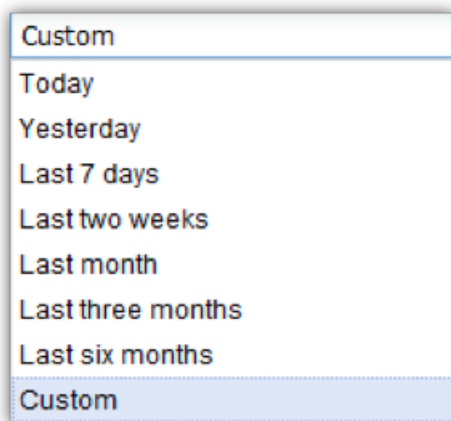 Custom
Today
Yesterday
Last 7 days
Last two weeks
Last month
Last three months
Last six months
Custom